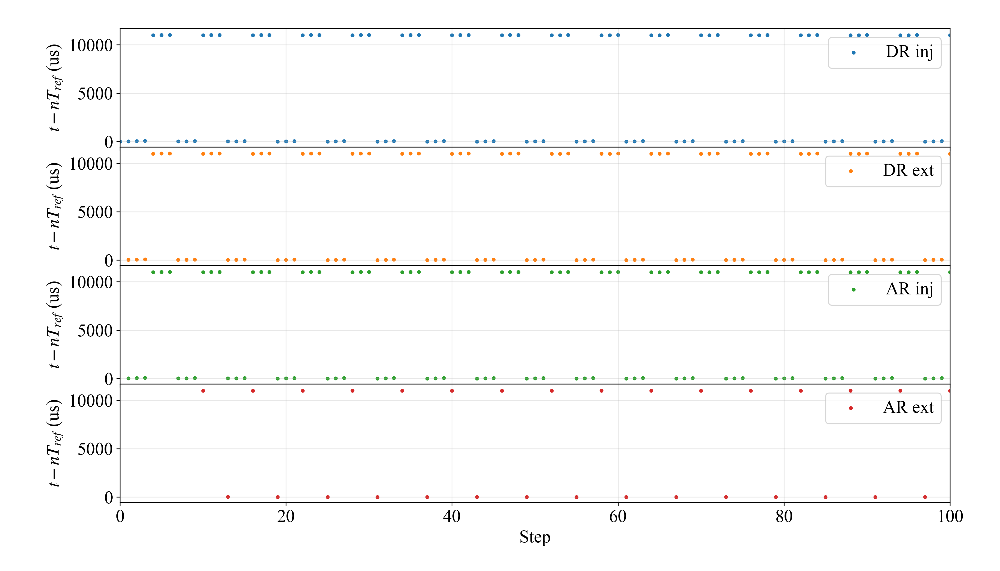 t − nT_ref (us)
10000
5000
0
DR inj
t − nT_ref (us)
10000
5000
0
DR ext
t − nT_ref (us)
10000
5000
0
AR inj
t − nT_ref (us)
10000
5000
0
AR ext
0 20 40 60 80 100
Step